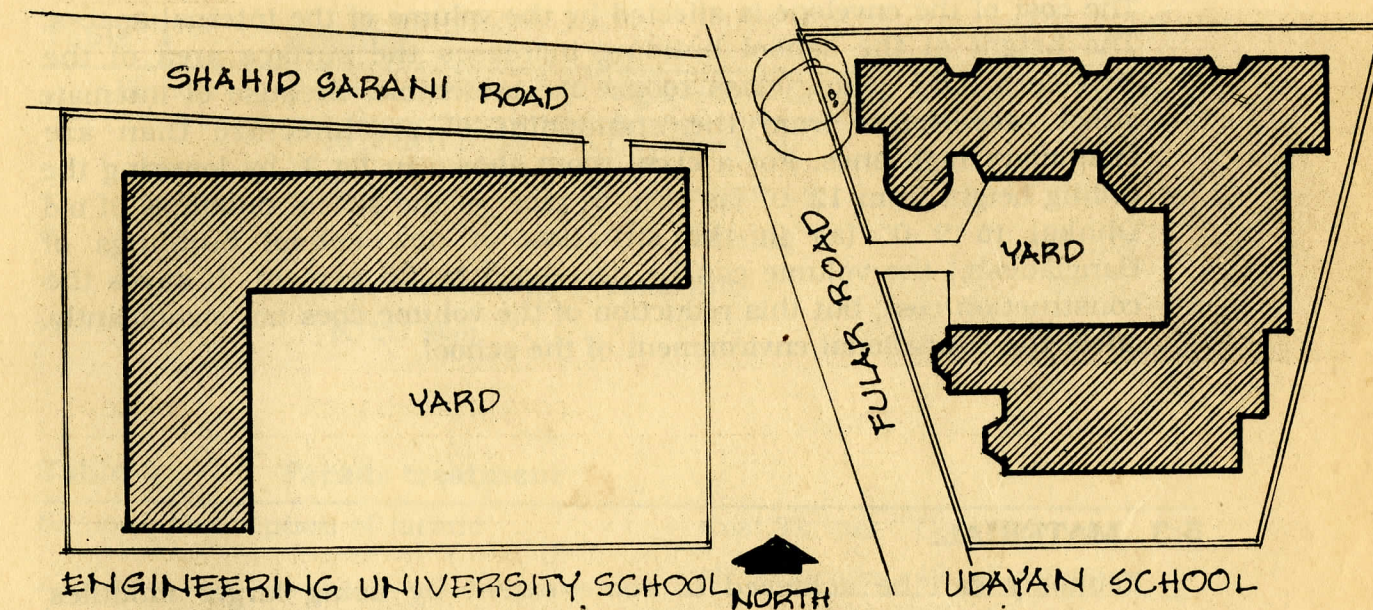 SHAHID SARANI ROAD
YARD
ENGINEERING UNIVERSITY SCHOOL
NORTH
FULAR ROAD
YARD
UDAYAN SCHOOL